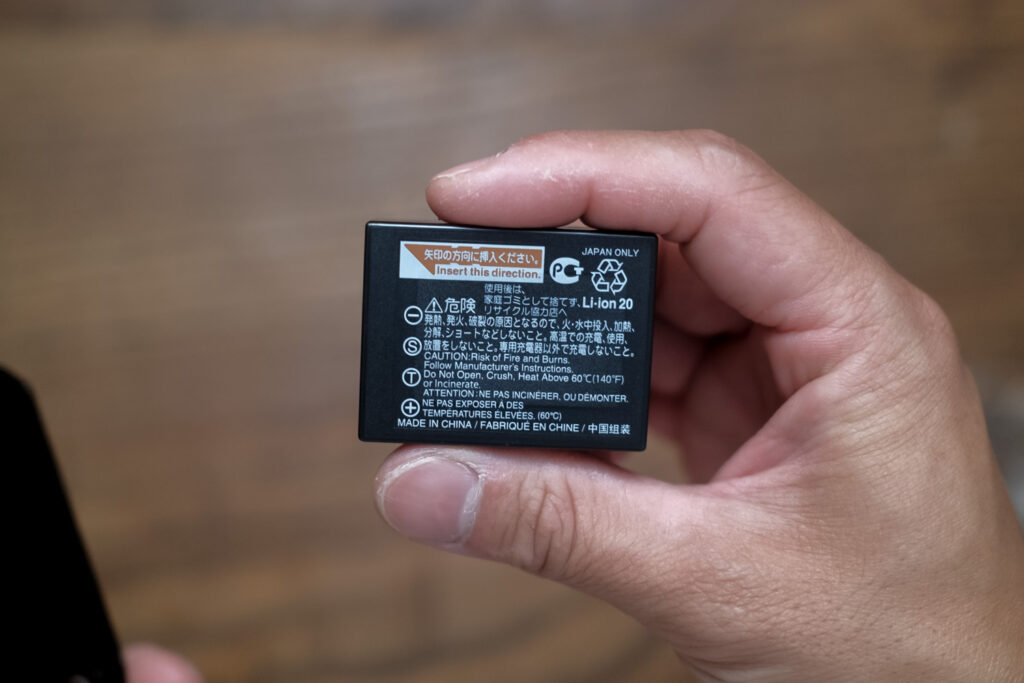 矢印の方向に挿入ください。
Insert this direction.
JAPAN ONLY
PCT
使用後は、
家庭ゴミとして捨てず、
リサイクル協力店へ
Li-ion 20
⚠危険
発熱、発火、破裂の原因となるので、火・水中投入、加熱、
分解、ショートなどしないこと。高温での充電、使用、
放置をしないこと。専用充電器以外で充電しないこと。
CAUTION:Risk of Fire and Burns.
Follow Manufacturer's Instructions.
Do Not Open, Crush, Heat Above 60℃(140°F)
or Incinerate.
ATTENTION: NE PAS INCINÉRER, OU DÉMONTER.
NE PAS EXPOSER À DES
TEMPÉRATURES ÉLEVÉES, (60℃)
⊖
Ⓢ
Ⓣ
⊕
MADE IN CHINA / FABRIQUÉ EN CHINE / 中国组装